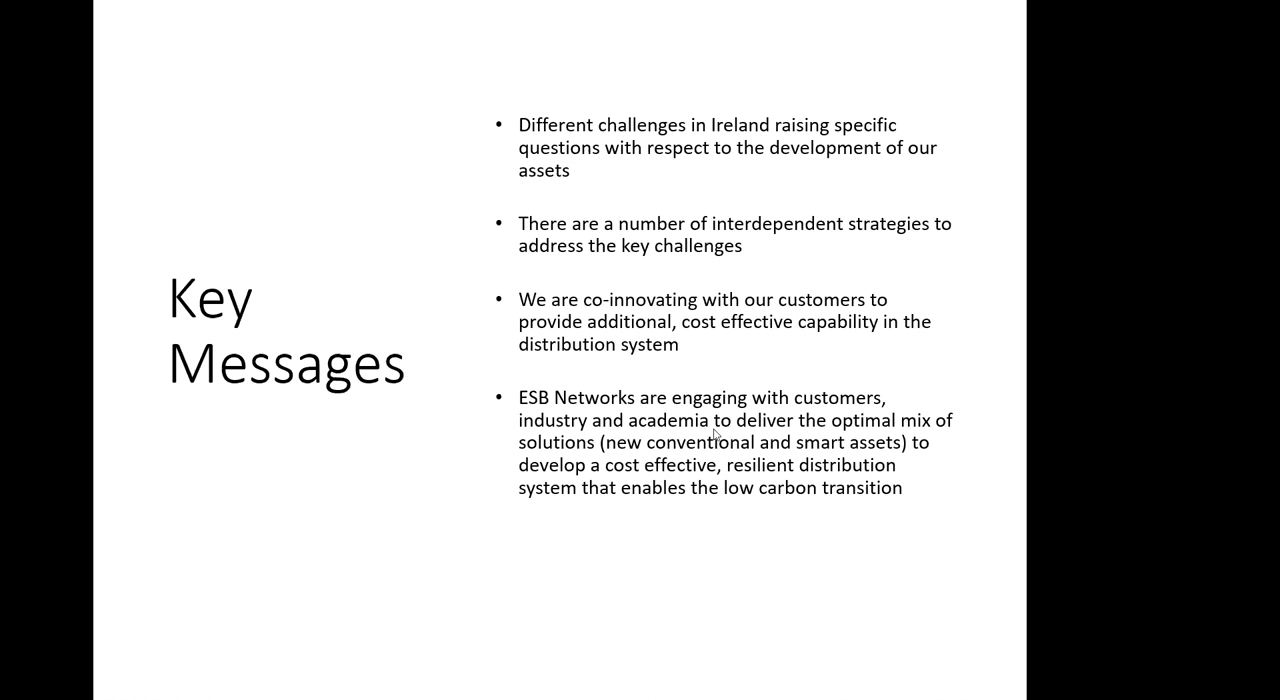 Key
Messages
• Different challenges in Ireland raising specific
questions with respect to the development of our
assets
• There are a number of interdependent strategies to
address the key challenges
• We are co-innovating with our customers to
provide additional, cost effective capability in the
distribution system
• ESB Networks are engaging with customers,
industry and academia to deliver the optimal mix of
solutions (new conventional and smart assets) to
develop a cost effective, resilient distribution
system that enables the low carbon transition